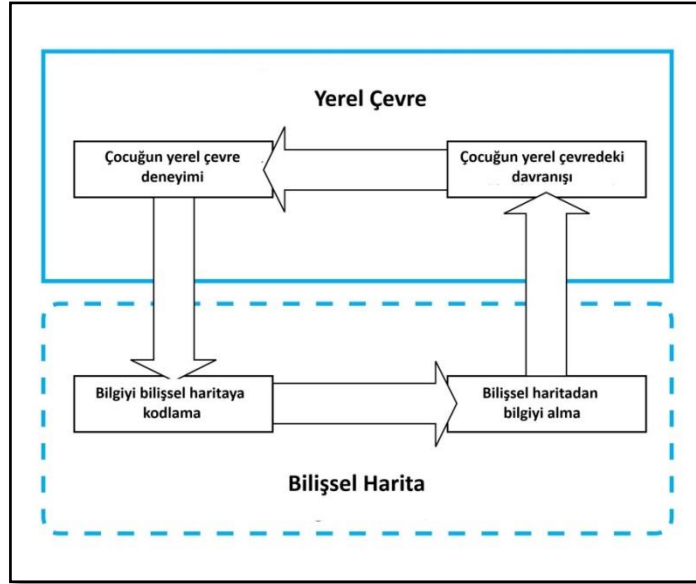 Yerel Çevre
Çocuğun yerel çevre
deneyimi
Çocuğun yerel çevredeki
davranışı
Bilgiyi bilişsel haritaya
kodlama
Bilişsel haritadan
bilgiyi alma
Bilişsel Harita